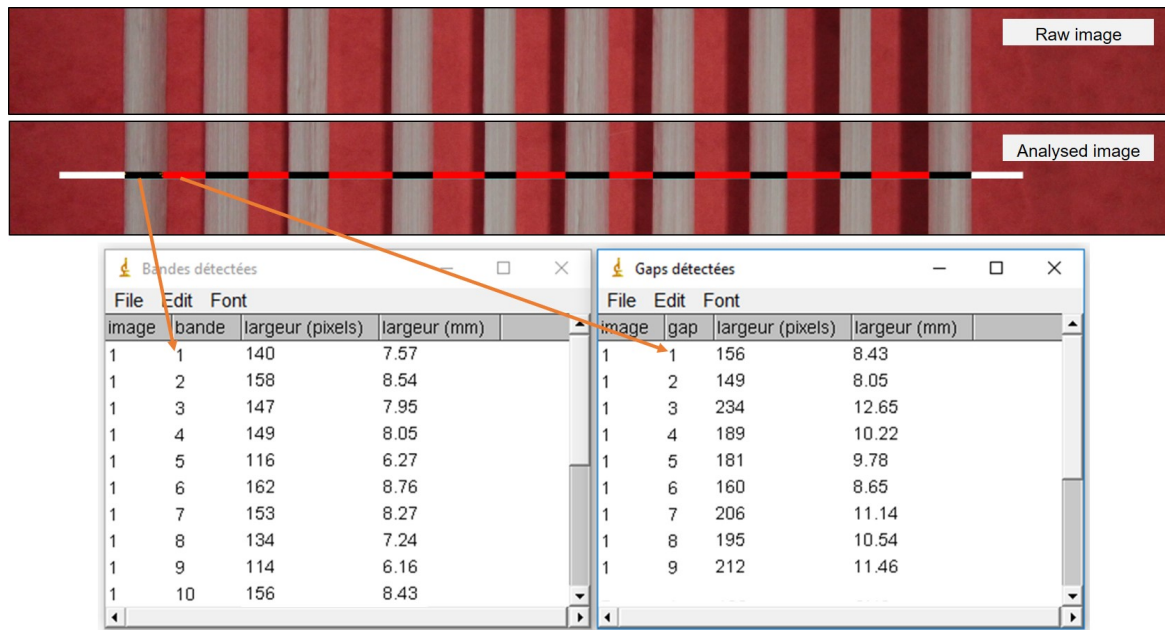 Raw image
Analysed image
Bandes détectées
File Edit Font
image bande largeur (pixels) largeur (mm)
1 1 140 7.57
1 2 158 8.54
1 3 147 7.95
1 4 149 8.05
1 5 116 6.27
1 6 162 8.76
1 7 153 8.27
1 8 134 7.24
1 9 114 6.16
1 10 156 8.43
Gaps détectées
File Edit Font
image gap largeur (pixels) largeur (mm)
1 1 156 8.43
1 2 149 8.05
1 3 234 12.65
1 4 189 10.22
1 5 181 9.78
1 6 160 8.65
1 7 206 11.14
1 8 195 10.54
1 9 212 11.46